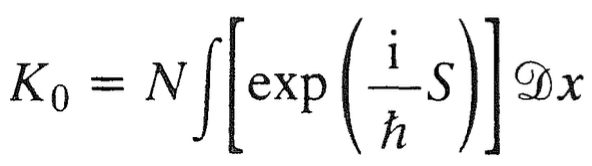 K₀ = N ∫ [exp (i/ħ S)] 𝒟x